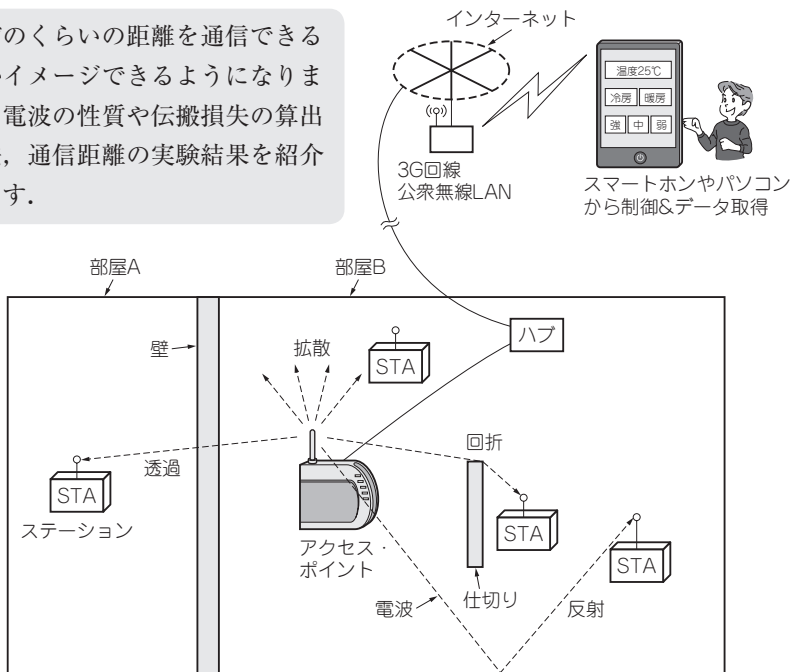 のくらいの距離を通信できる
イメージできるようになりま
電波の性質や伝搬損失の算出
，通信距離の実験結果を紹介
す．
インターネット
温度25℃
冷房 暖房
強 中 弱
3G回線
公衆無線LAN
スマートホンやパソコン
から制御&データ取得
部屋A
部屋B
壁
拡散
STA
ハブ
透過
回折
STA
ステーション
アクセス・
ポイント
STA
STA
電波
仕切り
反射